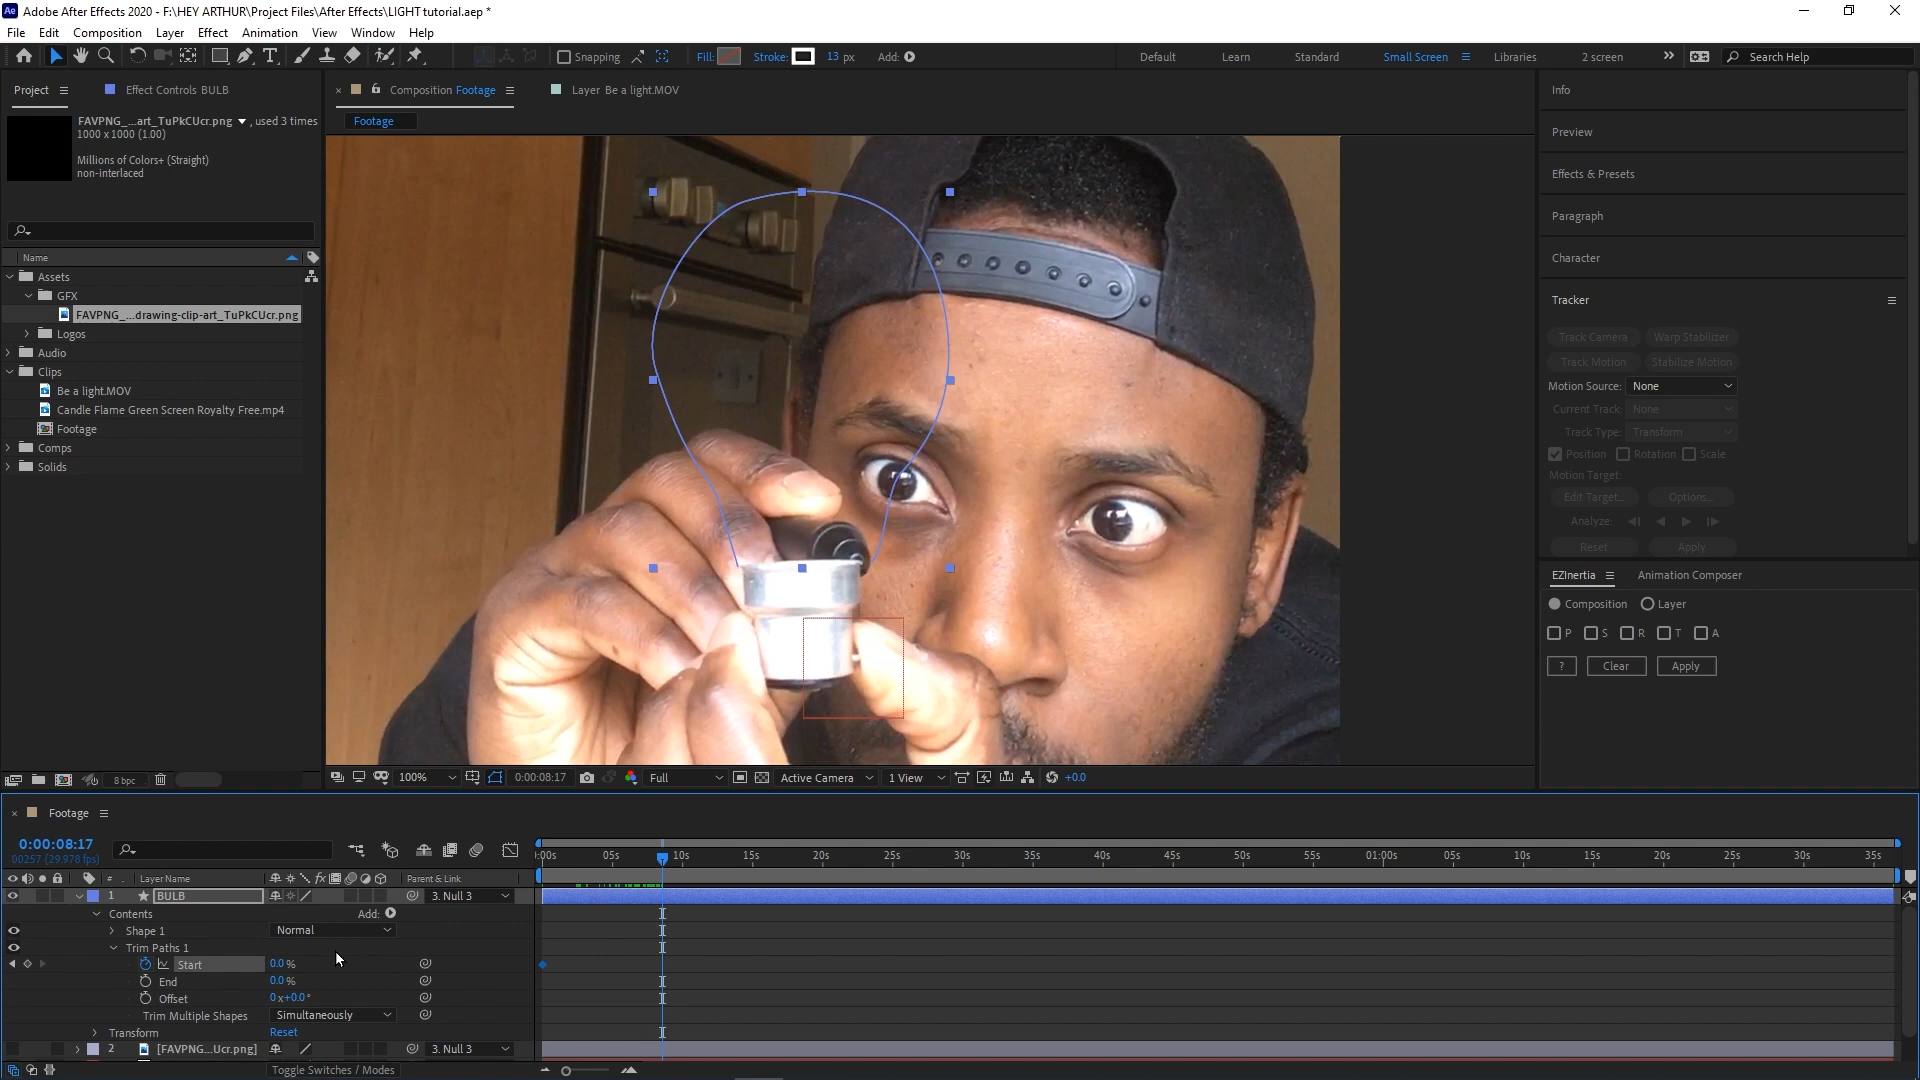 Adobe After Effects 2020 - F:\HEY ARTHUR\Project Files\After Effects\LIGHT tutorial.aep *
File Edit Composition Layer Effect Animation View Window Help
Snapping Fill: Stroke: 13 px Add: Default Learn Standard Small Screen Libraries 2 screen Search Help
Project Effect Controls BULB
Composition Footage Layer Be a light.MOV
Footage
FAVPNG_...art_TuPkCUcr.png , used 3 times
1000 x 1000 (1.00)
Millions of Colors+ (Straight)
non-interlaced
Name
Assets
GFX
FAVPNG_...drawing-clip-art_TuPkCUcr.png
Logos
Audio
Clips
Be a light.MOV
Candle Flame Green Screen Royalty Free.mp4
Footage
Comps
Solids
8 bpc
100% 0:00:08:17 Full Active Camera 1 View +0.0
Info
Preview
Effects & Presets
Paragraph
Character
Tracker
Track Camera Warp Stabilizer
Track Motion Stabilize Motion
Motion Source: None
Current Track: None
Track Type: Transform
Position Rotation Scale
Motion Target:
Edit Target... Options...
Analyze:
Reset Apply
EZInertia Animation Composer
Composition Layer
P S R T A
? Clear Apply
Footage
0:00:08:17
00257 (29.978 fps)
:00s 05s 10s 15s 20s 25s 30s 35s 40s 45s 50s 55s 01:00s 05s 10s 15s 20s 25s 30s 35s
# Layer Name Parent & Link
1 BULB 3. Null 3
Contents Add:
Shape 1 Normal
Trim Paths 1
Start 0.0 %
End 0.0 %
Offset 0 x+0.0 °
Trim Multiple Shapes Simultaneously
Transform Reset
2 [FAVPNG...Ucr.png] 3. Null 3
Toggle Switches / Modes